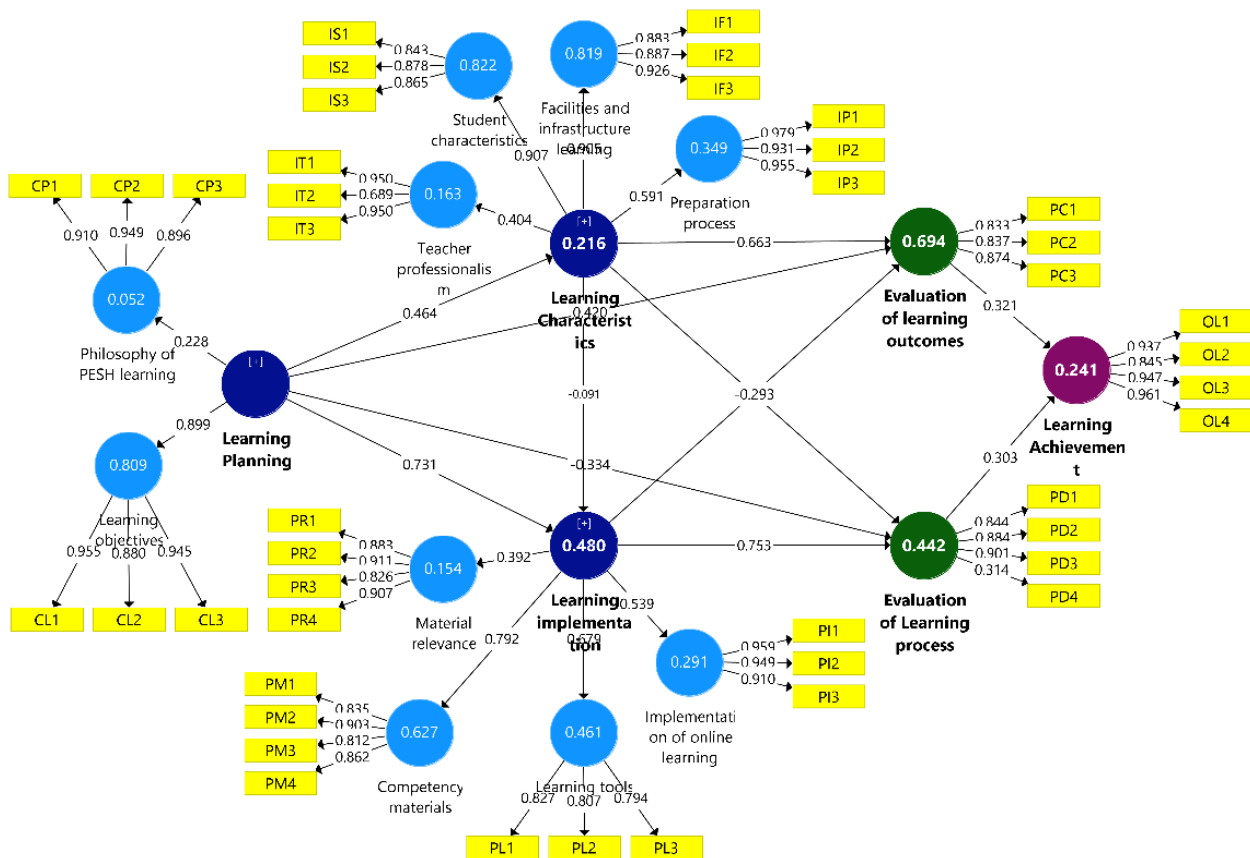 IS1
IS2
IS3
0.843
0.878
0.865
0.822
Student
characteristics
0.819
Facilities and
infrastructure
learning
0.883
0.887
0.926
IF1
IF2
IF3
0.907
0.905
0.349
Preparation
process
0.979
0.931
0.955
IP1
IP2
IP3
0.591
IT1
IT2
IT3
0.950
0.689
0.950
0.163
Teacher
professionalis
m
0.404
CP1
CP2
CP3
0.910
0.949
0.896
0.052
Philosophy of
PESH learning
0.228
[+]
0.216
Learning
Characterist
ics
0.663
0.694
Evaluation
of learning
outcomes
0.833
0.837
0.874
PC1
PC2
PC3
0.464
0.420
0.321
[+]
Learning
Planning
0.899
0.809
Learning
objectives
0.955
0.880
0.945
CL1
CL2
CL3
-0.091
-0.293
0.241
Learning
Achievemen
t
0.937
0.845
0.947
0.961
OL1
OL2
OL3
OL4
0.731
-0.334
0.303
[+]
0.480
Learning
implementa
tion
0.753
0.442
Evaluation
of Learning
process
0.844
0.884
0.901
0.314
PD1
PD2
PD3
PD4
PR1
PR2
PR3
PR4
0.883
0.911
0.826
0.907
0.154
Material
relevance
0.392
0.792
0.679
0.539
0.291
Implementati
on of online
learning
0.959
0.949
0.910
PI1
PI2
PI3
PM1
PM2
PM3
PM4
0.835
0.903
0.812
0.862
0.627
Competency
materials
0.461
Learning tools
0.827
0.807
0.794
PL1
PL2
PL3